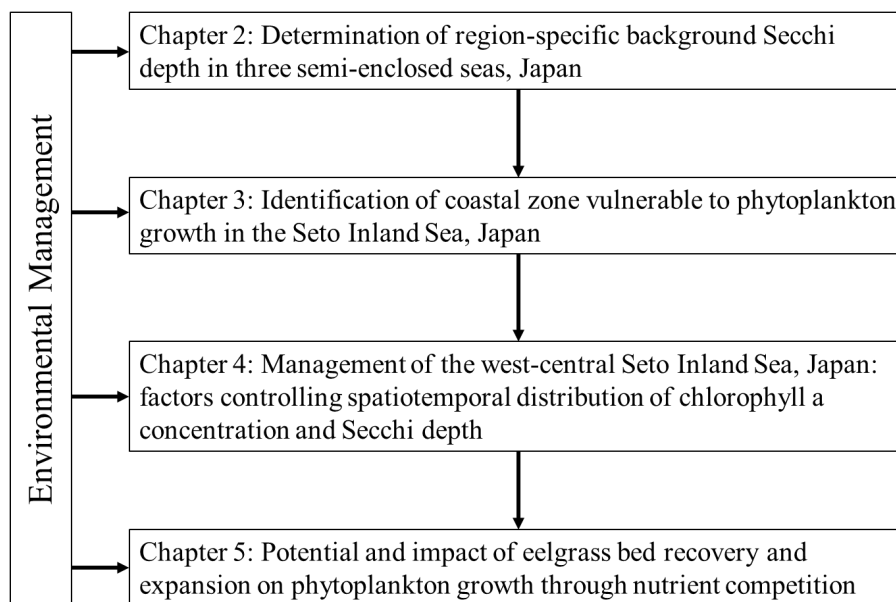 Environmental Management
Chapter 2: Determination of region-specific background Secchi
depth in three semi-enclosed seas, Japan
Chapter 3: Identification of coastal zone vulnerable to phytoplankton
growth in the Seto Inland Sea, Japan
Chapter 4: Management of the west-central Seto Inland Sea, Japan:
factors controlling spatiotemporal distribution of chlorophyll a
concentration and Secchi depth
Chapter 5: Potential and impact of eelgrass bed recovery and
expansion on phytoplankton growth through nutrient competition